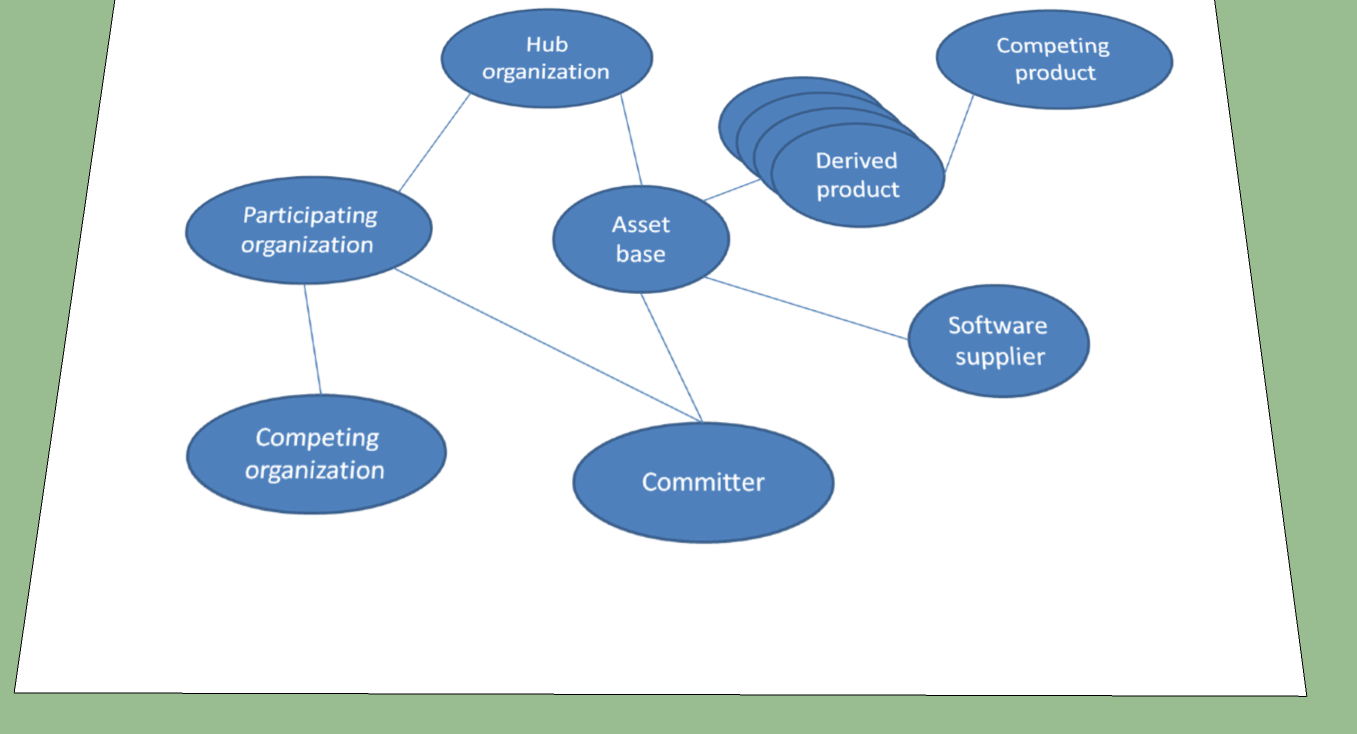 Hub
organization
Competing
product
Derived
product
Participating
organization
Asset
base
Software
supplier
Competing
organization
Committer